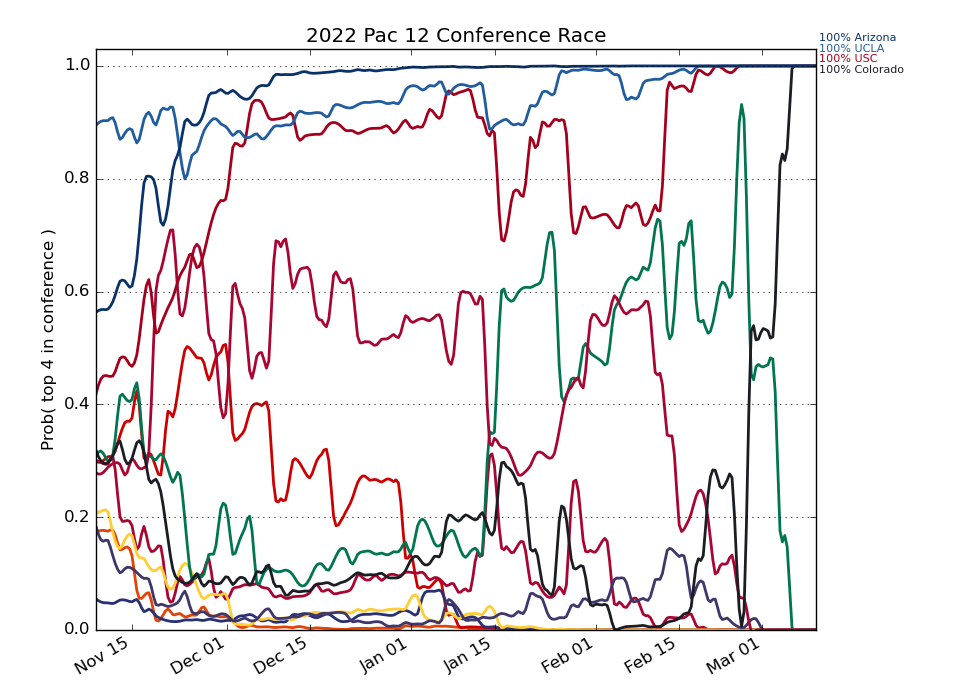 2022 Pac 12 Conference Race
100% Arizona
100% UCLA
100% USC
100% Colorado
Prob( top 4 in conference )
1.0
0.8
0.6
0.4
0.2
0.0
Nov 15
Dec 01
Dec 15
Jan 01
Jan 15
Feb 01
Feb 15
Mar 01